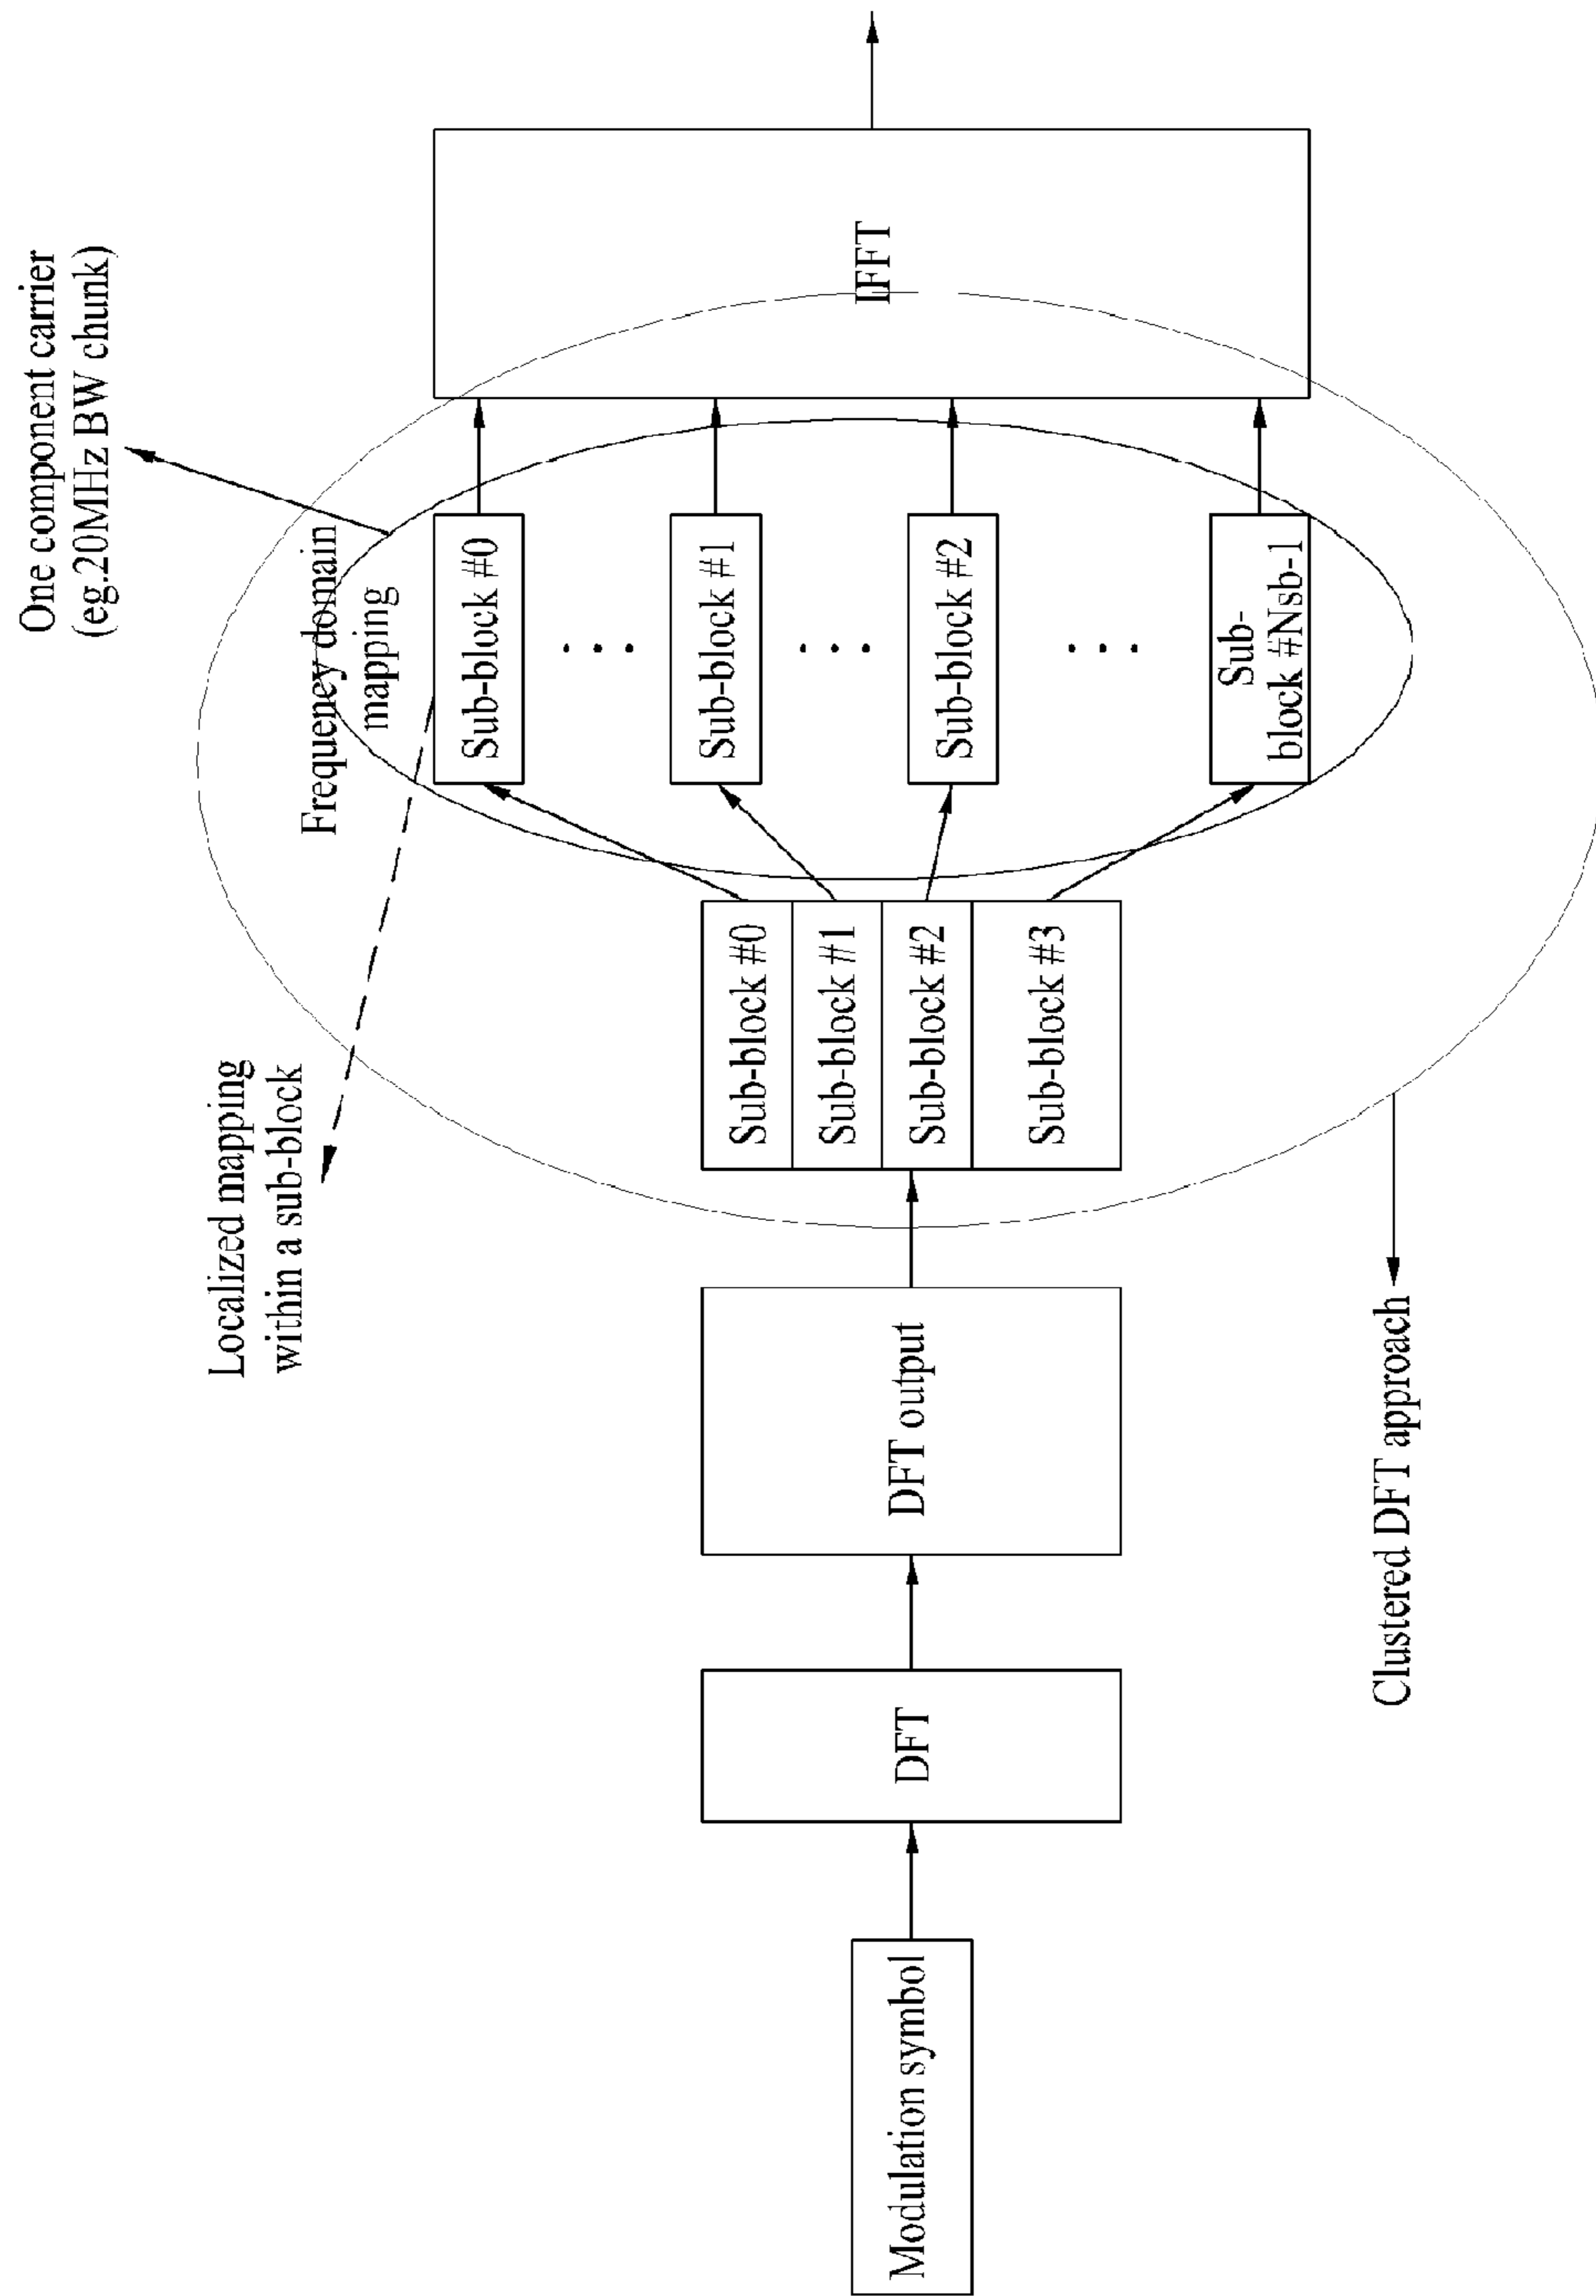 One component carrier
(eg.20MHz BW chunk)
Frequency domain
mapping
Localized mapping
within a sub-block
Modulation symbol
DFT
DFT output
Sub-block #0
Sub-block #1
Sub-block #2
Sub-block #3
Sub-block #0
Sub-block #1
Sub-block #2
Sub-
block #Nsb-1
IFFT
Clustered DFT approach